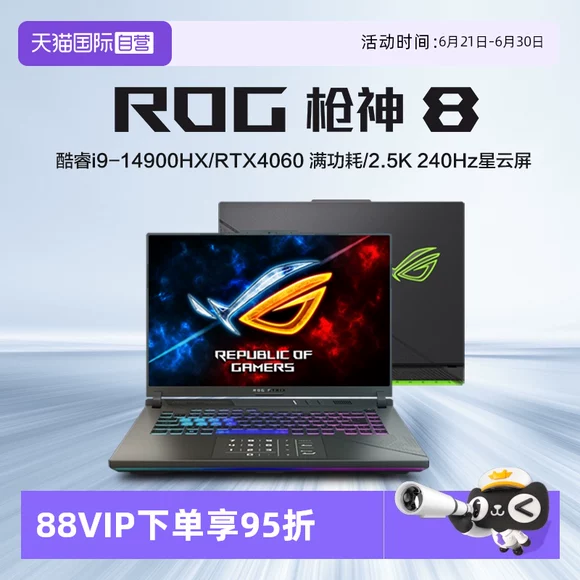 天猫国际自营
活动时间:6月21日-6月30日
ROG 枪神 8
酷睿i9-14900HX/RTX4060 满功耗/2.5K 240Hz星云屏
REPUBLIC OF
GAMERS
88VIP下单享95折